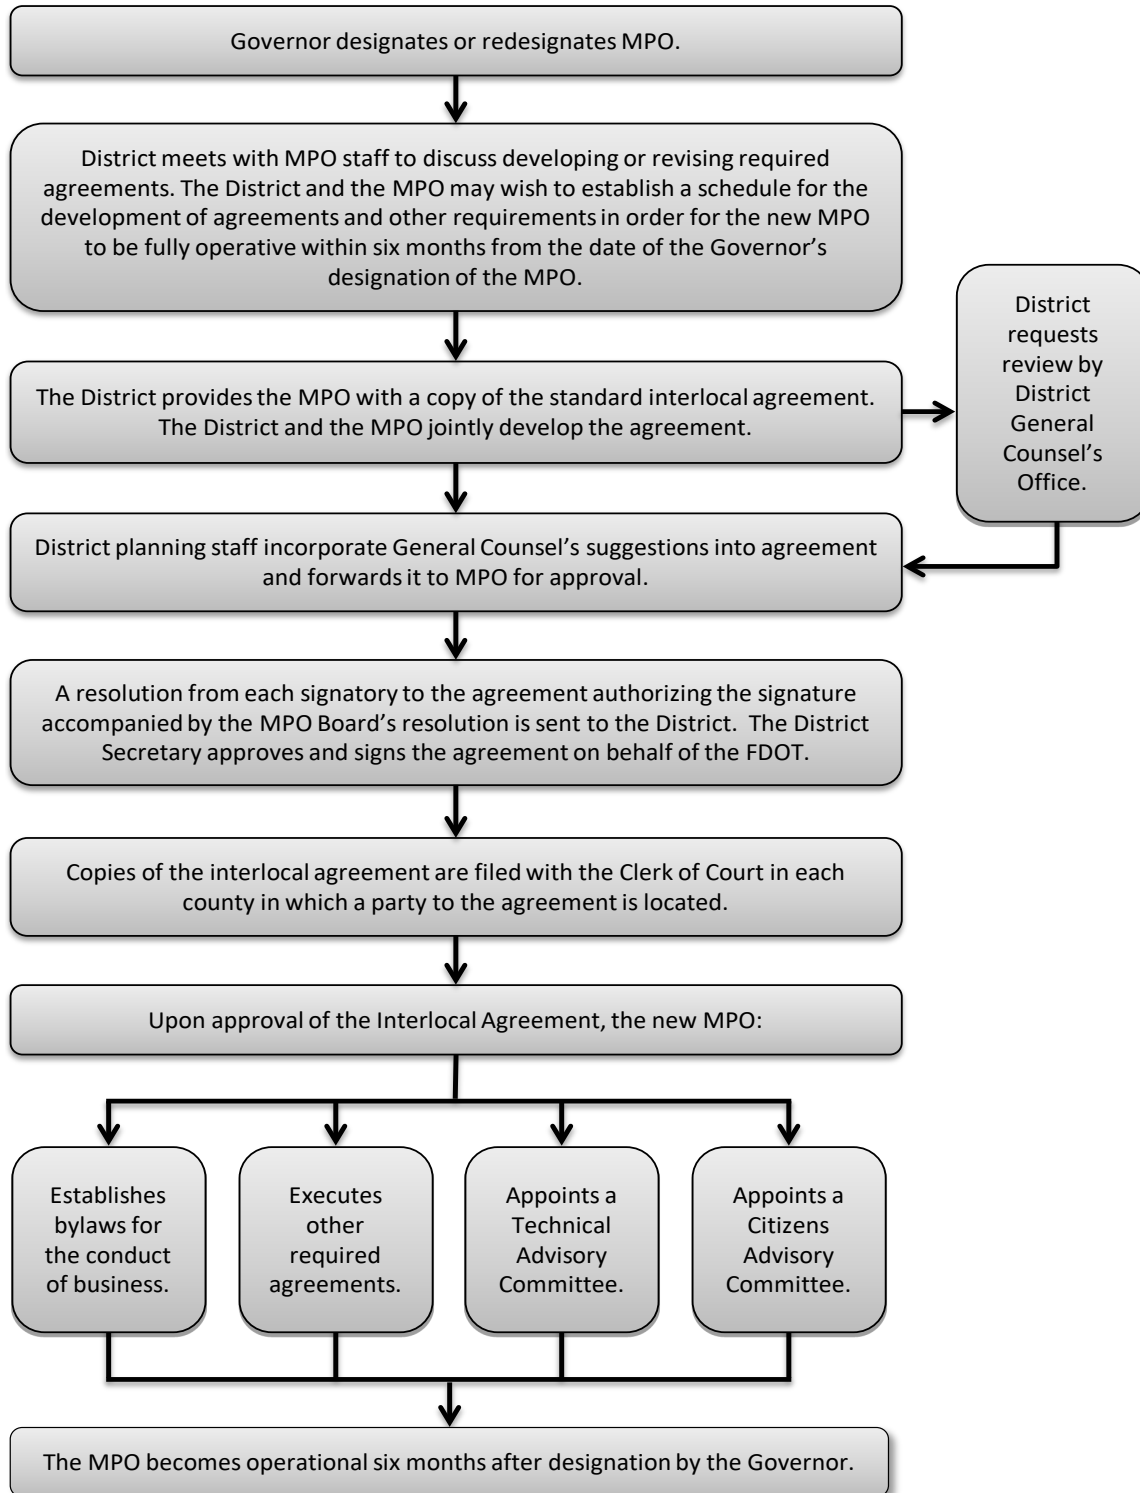 Governor designates or redesignates MPO.
District meets with MPO staff to discuss developing or revising required
agreements. The District and the MPO may wish to establish a schedule for the
development of agreements and other requirements in order for the new MPO
to be fully operative within six months from the date of the Governor’s
designation of the MPO.
The District provides the MPO with a copy of the standard interlocal agreement.
The District and the MPO jointly develop the agreement.
District
requests
review by
District
General
Counsel’s
Office.
District planning staff incorporate General Counsel’s suggestions into agreement
and forwards it to MPO for approval.
A resolution from each signatory to the agreement authorizing the signature
accompanied by the MPO Board’s resolution is sent to the District.  The District
Secretary approves and signs the agreement on behalf of the FDOT.
Copies of the interlocal agreement are filed with the Clerk of Court in each
county in which a party to the agreement is located.
Upon approval of the Interlocal Agreement, the new MPO:
Establishes
bylaws for
the conduct
of business.
Executes
other
required
agreements.
Appoints a
Technical
Advisory
Committee.
Appoints a
Citizens
Advisory
Committee.
The MPO becomes operational six months after designation by the Governor.